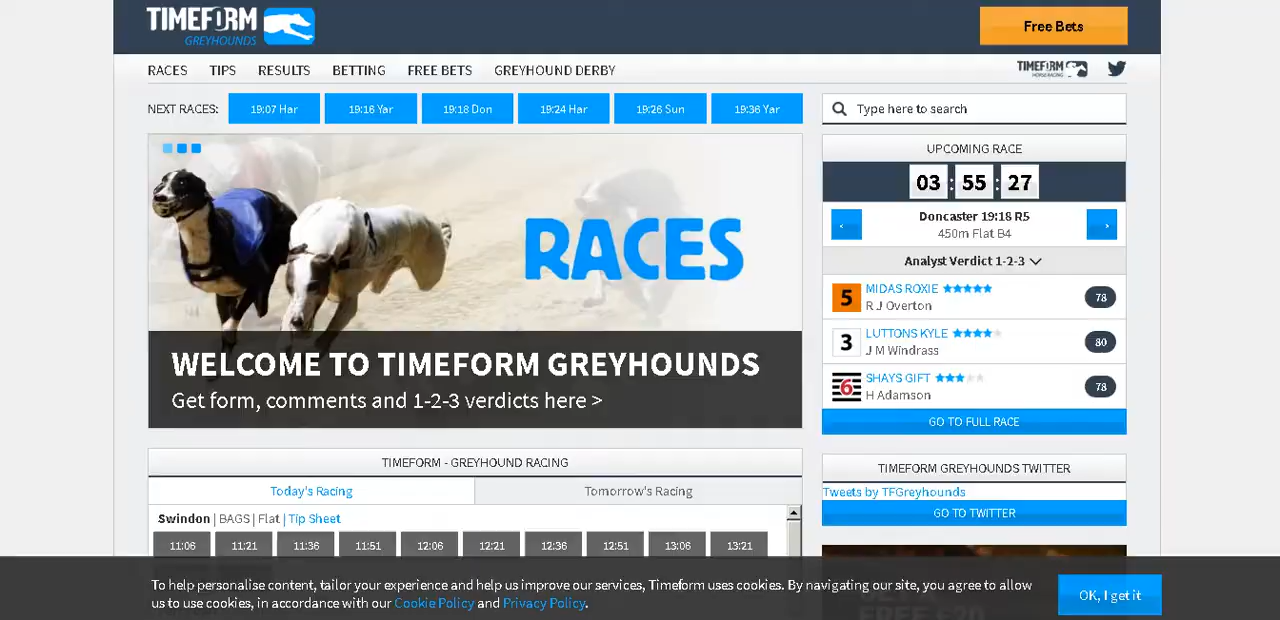 TIMEFORM
GREYHOUNDS
Free Bets
RACES TIPS RESULTS BETTING FREE BETS GREYHOUND DERBY
TIMEFORM
HORSE RACING
NEXT RACES: 19:07 Har 19:16 Yar 19:18 Don 19:24 Har 19:26 Sun 19:36 Yar
Type here to search
RACES
WELCOME TO TIMEFORM GREYHOUNDS
Get form, comments and 1-2-3 verdicts here >
UPCOMING RACE
03 : 55 : 27
Doncaster 19:18 R5
450m Flat B4
Analyst Verdict 1-2-3
5 MIDAS ROXIE 78
R J Overton
3 LUTTONS KYLE 80
J M Windrass
6 SHAYS GIFT 78
H Adamson
GO TO FULL RACE
TIMEFORM - GREYHOUND RACING
Today's Racing Tomorrow's Racing
Swindon | BAGS | Flat | Tip Sheet
11:06 11:21 11:36 11:51 12:06 12:21 12:36 12:51 13:06 13:21
TIMEFORM GREYHOUNDS TWITTER
Tweets by TFGreyhounds
GO TO TWITTER
To help personalise content, tailor your experience and help us improve our services, Timeform uses cookies. By navigating our site, you agree to allow
us to use cookies, in accordance with our Cookie Policy and Privacy Policy.
OK, I get it
FREE £20